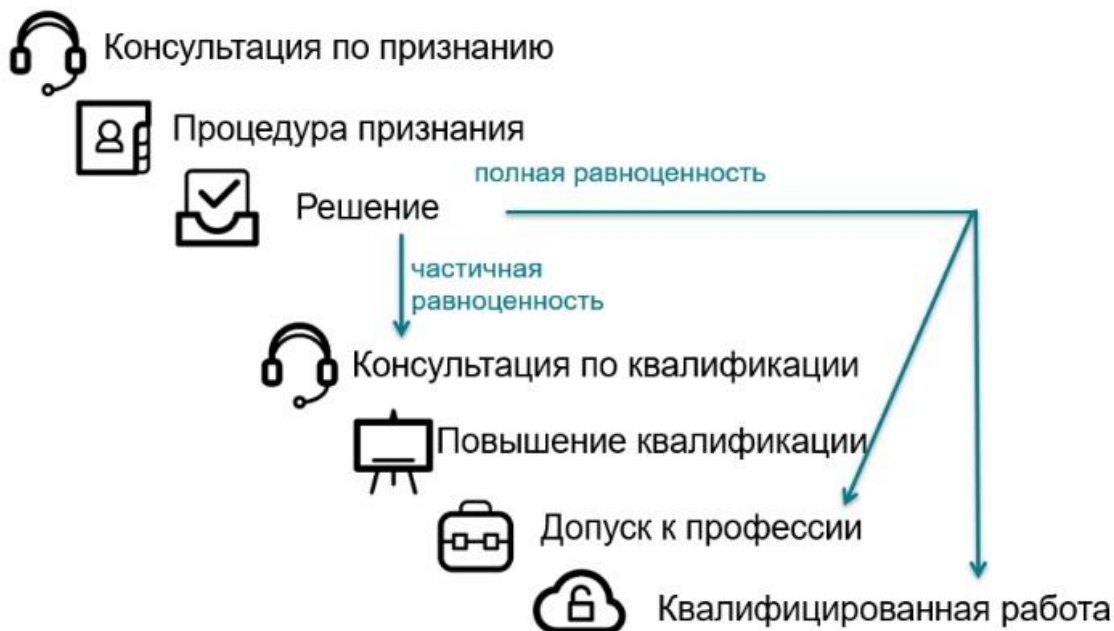 Консультация по признанию
Процедура признания
полная равноценность
Решение
частичная
равноценность
Консультация по квалификации
Повышение квалификации
Допуск к профессии
Квалифицированная работа